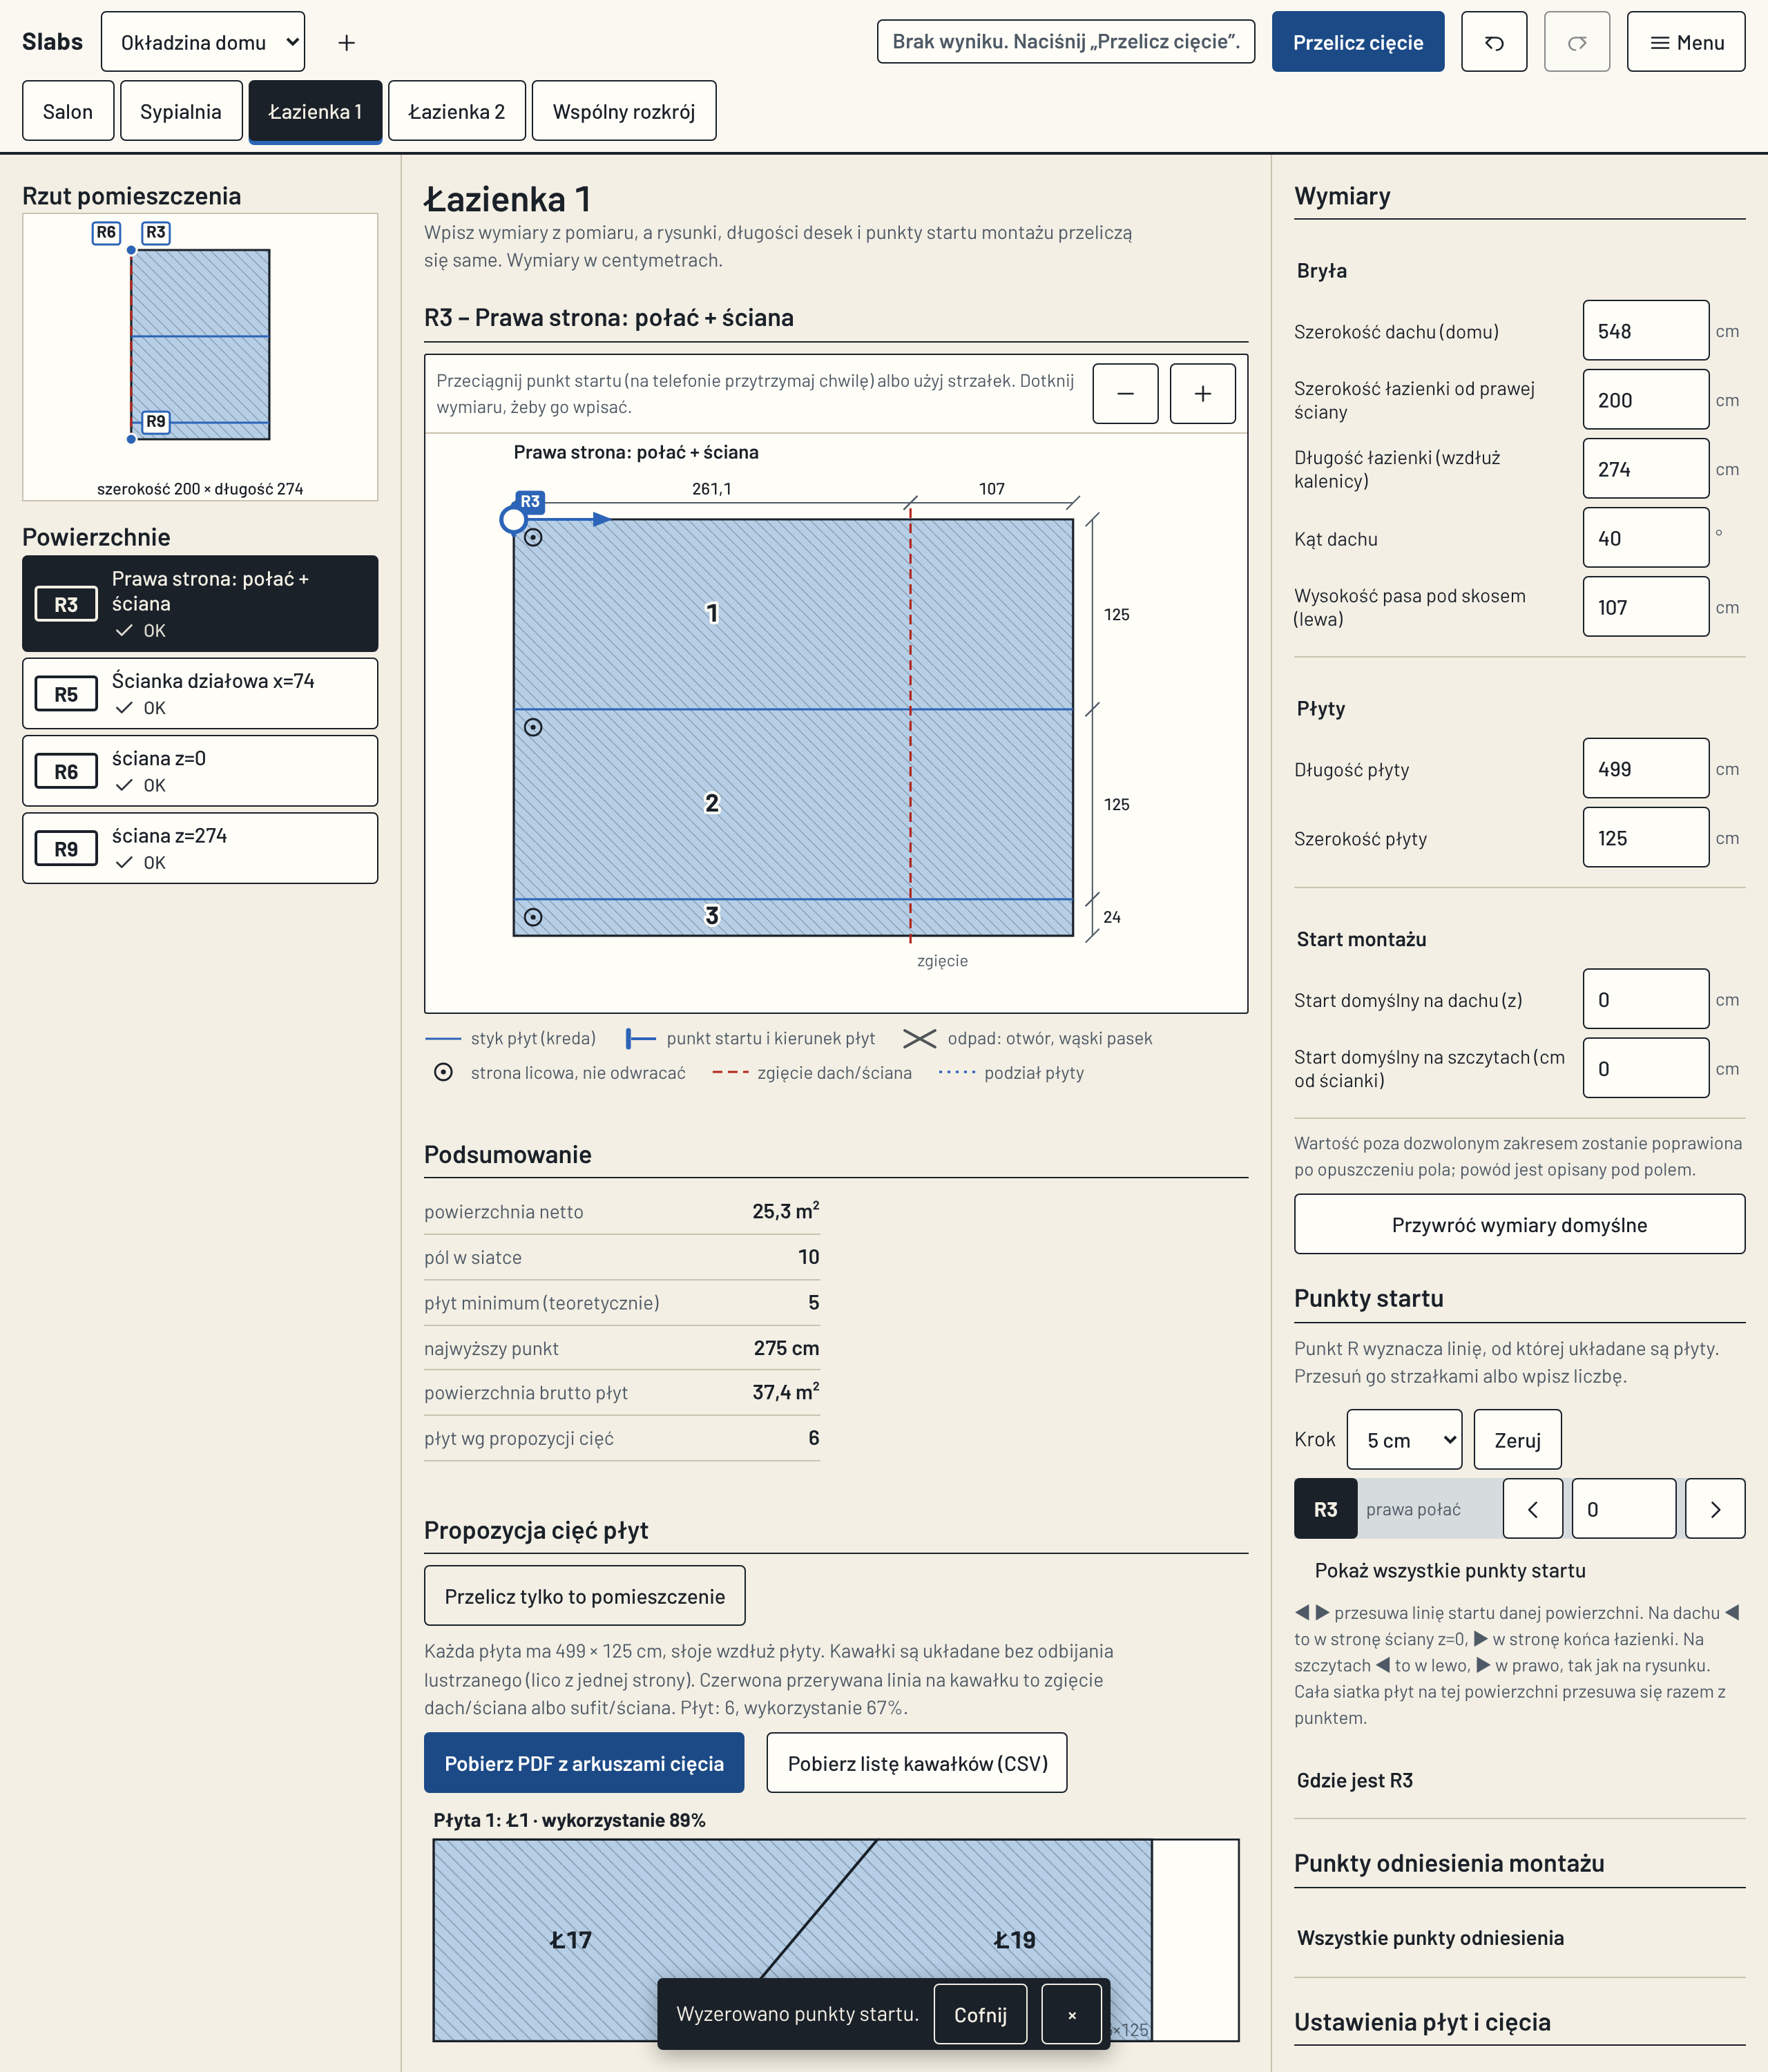 Slabs
Okładzina domu
+
Brak wyniku. Naciśnij „Przelicz cięcie”.
Przelicz cięcie
Menu
Salon
Sypialnia
Łazienka 1
Łazienka 2
Wspólny rozkrój
Rzut pomieszczenia
R6
R3
R9
szerokość 200 × długość 274
Powierzchnie
R3
Prawa strona: połać +
ściana
OK
R5
Ścianka działowa x=74
OK
R6
ściana z=0
OK
R9
ściana z=274
OK
Łazienka 1
Wpisz wymiary z pomiaru, a rysunki, długości desek i punkty startu montażu przeliczą
się same. Wymiary w centymetrach.
R3 – Prawa strona: połać + ściana
Przeciągnij punkt startu (na telefonie przytrzymaj chwilę) albo użyj strzałek. Dotknij
wymiaru, żeby go wpisać.
−
+
Prawa strona: połać + ściana
261,1
107
R3
1
125
2
125
3
24
zgięcie
styk płyt (kreda)
punkt startu i kierunek płyt
odpad: otwór, wąski pasek
strona licowa, nie odwracać
zgięcie dach/ściana
podział płyty
Podsumowanie
powierzchnia netto 25,3 m²
pól w siatce 10
płyt minimum (teoretycznie) 5
najwyższy punkt 275 cm
powierzchnia brutto płyt 37,4 m²
płyt wg propozycji cięć 6
Propozycja cięć płyt
Przelicz tylko to pomieszczenie
Każda płyta ma 499 × 125 cm, słoje wzdłuż płyty. Kawałki są układane bez odbijania
lustrzanego (lico z jednej strony). Czerwona przerywana linia na kawałku to zgięcie
dach/ściana albo sufit/ściana. Płyt: 6, wykorzystanie 67%.
Pobierz PDF z arkuszami cięcia
Pobierz listę kawałków (CSV)
Płyta 1: Ł1 · wykorzystanie 89%
Ł17
Ł19
×125
Wyzerowano punkty startu.
Cofnij
×
Wymiary
Bryła
Szerokość dachu (domu)
548 cm
Szerokość łazienki od prawej
ściany
200 cm
Długość łazienki (wzdłuż
kalenicy)
274 cm
Kąt dachu
40 °
Wysokość pasa pod skosem
(lewa)
107 cm
Płyty
Długość płyty
499 cm
Szerokość płyty
125 cm
Start montażu
Start domyślny na dachu (z)
0 cm
Start domyślny na szczytach (cm
od ścianki)
0 cm
Wartość poza dozwolonym zakresem zostanie poprawiona
po opuszczeniu pola; powód jest opisany pod polem.
Przywróć wymiary domyślne
Punkty startu
Punkt R wyznacza linię, od której układane są płyty.
Przesuń go strzałkami albo wpisz liczbę.
Krok
5 cm
Zeruj
R3
prawa połać
0
Pokaż wszystkie punkty startu
◀ ▶ przesuwa linię startu danej powierzchni. Na dachu ◀
to w stronę ściany z=0, ▶ w stronę końca łazienki. Na
szczytach ◀ to w lewo, ▶ w prawo, tak jak na rysunku.
Cała siatka płyt na tej powierzchni przesuwa się razem z
punktem.
Gdzie jest R3
Punkty odniesienia montażu
Wszystkie punkty odniesienia
Ustawienia płyt i cięcia